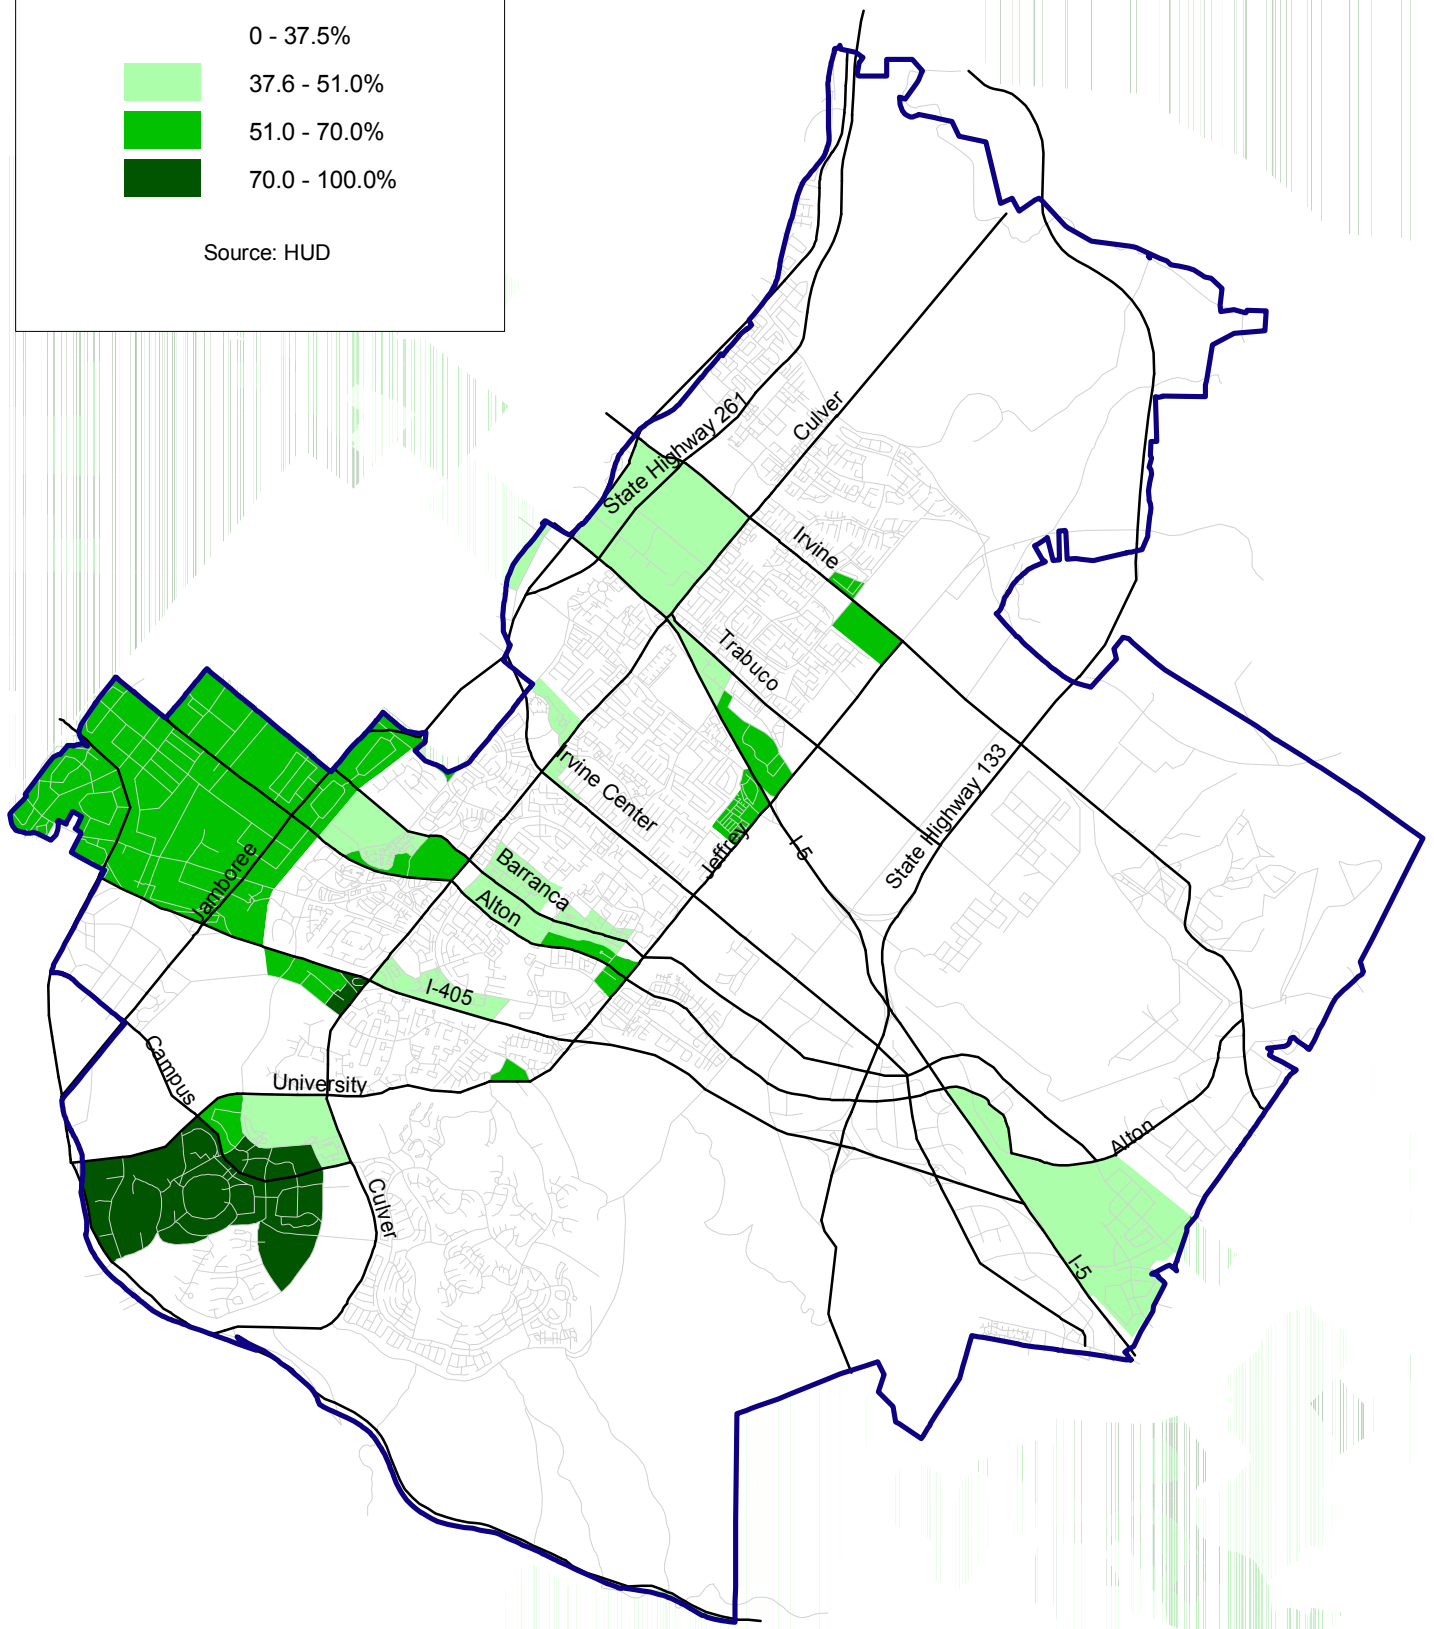 0 - 37.5%
37.6 - 51.0%
51.0 - 70.0%
70.0 - 100.0%
Source: HUD
State Highway 261
Culver
Irvine
Trabuco
Irvine Center
State Highway 133
I 5
Jeffrey
Jamboree
Barranca
Alton
I-405
Campus
University
Culver
Alton
I-5